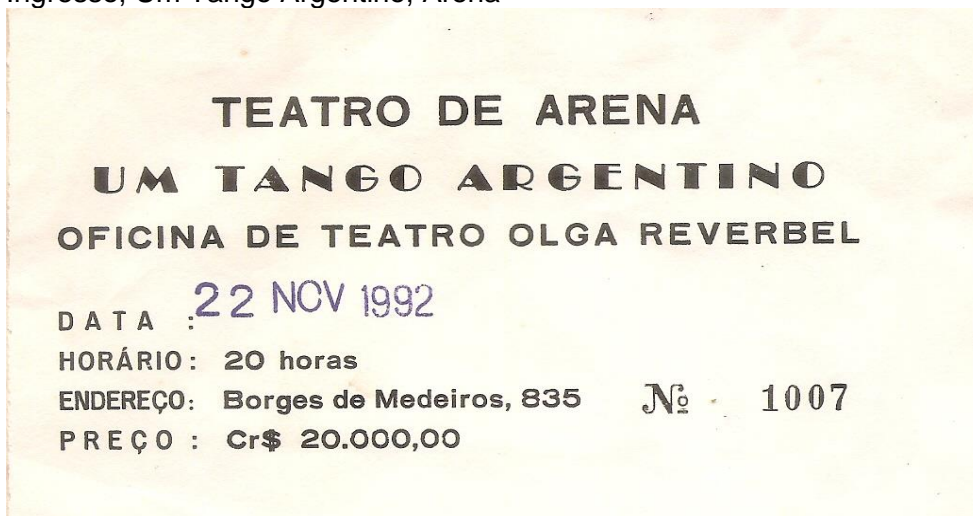 Ingresso, Um Tango Argentino, Arena
TEATRO DE ARENA
UM TANGO ARGENTINO
OFICINA DE TEATRO OLGA REVERBEL
DATA : 22 NOV 1992
HORÁRIO: 20 horas
ENDEREÇO: Borges de Medeiros, 835 № 1007
PREÇO : Cr$ 20.000,00